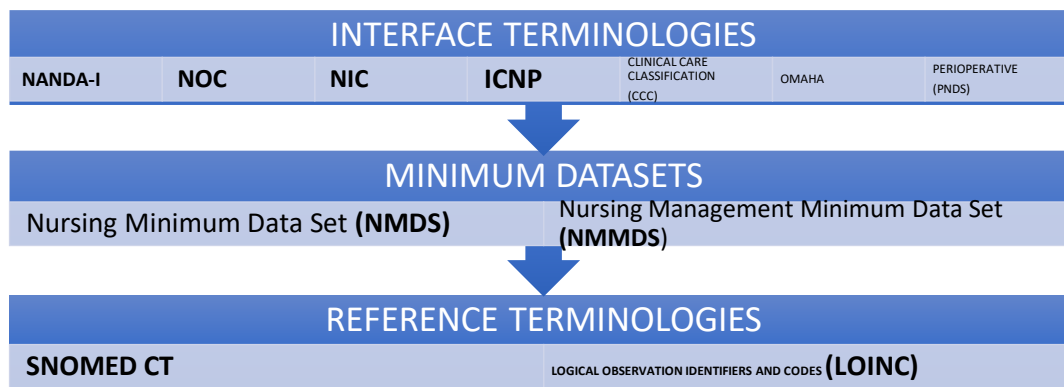 INTERFACE TERMINOLOGIES
NANDA-I
NOC
NIC
ICNP
CLINICAL CARE
CLASSIFICATION
(CCC)
OMAHA
PERIOPERATIVE
(PNDS)
MINIMUM DATASETS
Nursing Minimum Data Set (NMDS)
Nursing Management Minimum Data Set
(NMMDS)
REFERENCE TERMINOLOGIES
SNOMED CT
LOGICAL OBSERVATION IDENTIFIERS AND CODES (LOINC)